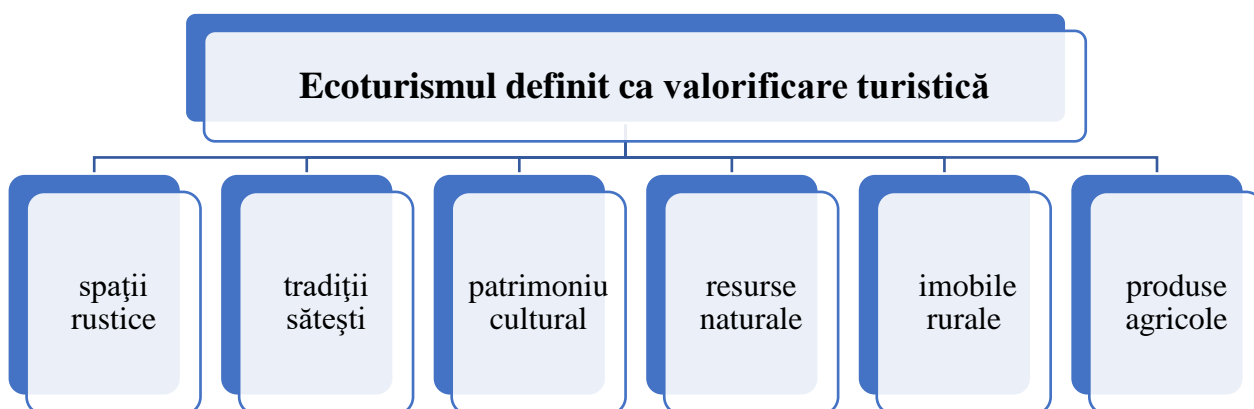 Ecoturismul definit ca valorificare turistică
spaţii
rustice
tradiţii
săteşti
patrimoniu
cultural
resurse
naturale
imobile
rurale
produse
agricole